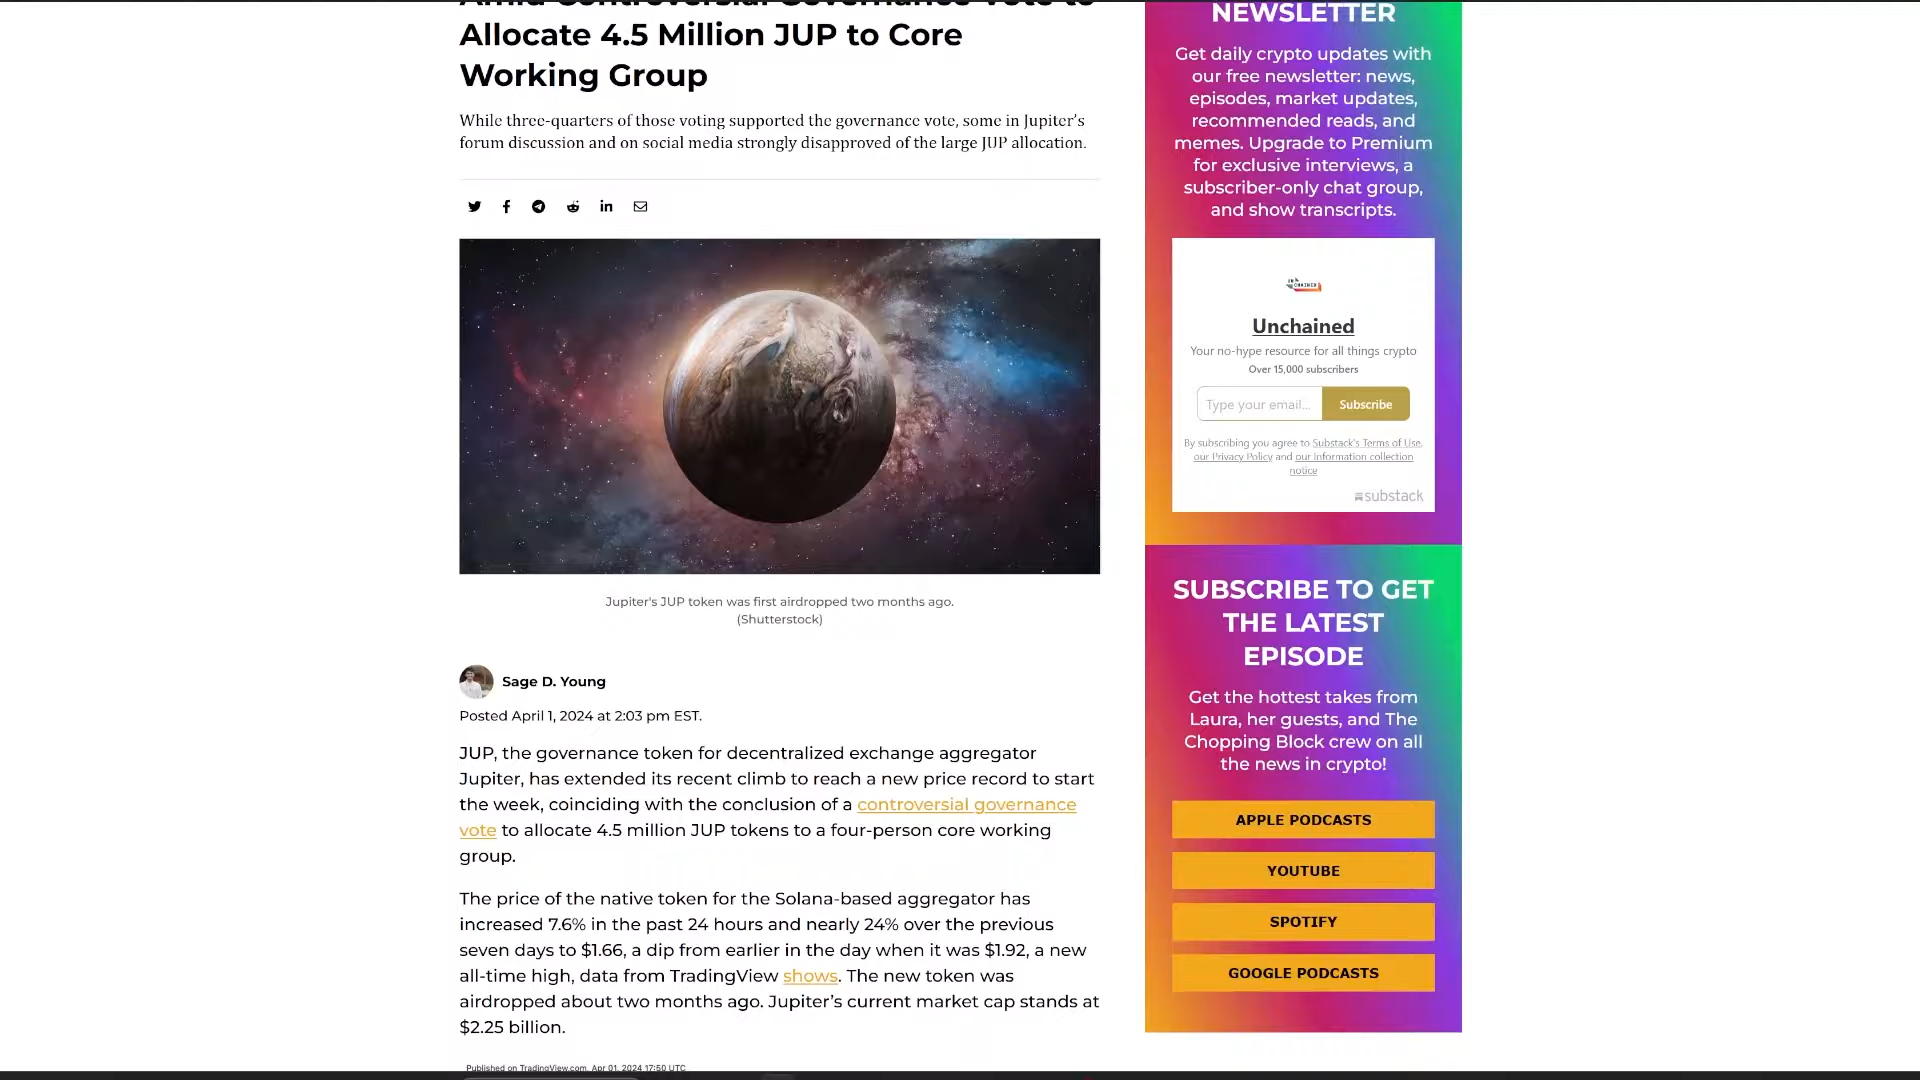 Amid Controversial Governance Vote to
Allocate 4.5 Million JUP to Core
Working Group
While three-quarters of those voting supported the governance vote, some in Jupiter's
forum discussion and on social media strongly disapproved of the large JUP allocation.
Jupiter's JUP token was first airdropped two months ago.
(Shutterstock)
Sage D. Young
Posted April 1, 2024 at 2:03 pm EST.
JUP, the governance token for decentralized exchange aggregator
Jupiter, has extended its recent climb to reach a new price record to start
the week, coinciding with the conclusion of a controversial governance
vote to allocate 4.5 million JUP tokens to a four-person core working
group.
The price of the native token for the Solana-based aggregator has
increased 7.6% in the past 24 hours and nearly 24% over the previous
seven days to $1.66, a dip from earlier in the day when it was $1.92, a new
all-time high, data from TradingView shows. The new token was
airdropped about two months ago. Jupiter's current market cap stands at
$2.25 billion.
Published on TradingView.com, Apr 01, 2024 17:50 UTC
NEWSLETTER
Get daily crypto updates with
our free newsletter: news,
episodes, market updates,
recommended reads, and
memes. Upgrade to Premium
for exclusive interviews, a
subscriber-only chat group,
and show transcripts.
UN
CHAINED
Unchained
Your no-hype resource for all things crypto
Over 15,000 subscribers
Type your email...
Subscribe
By subscribing you agree to Substack's Terms of Use,
our Privacy Policy and our Information collection
notice
substack
SUBSCRIBE TO GET
THE LATEST
EPISODE
Get the hottest takes from
Laura, her guests, and The
Chopping Block crew on all
the news in crypto!
APPLE PODCASTS
YOUTUBE
SPOTIFY
GOOGLE PODCASTS